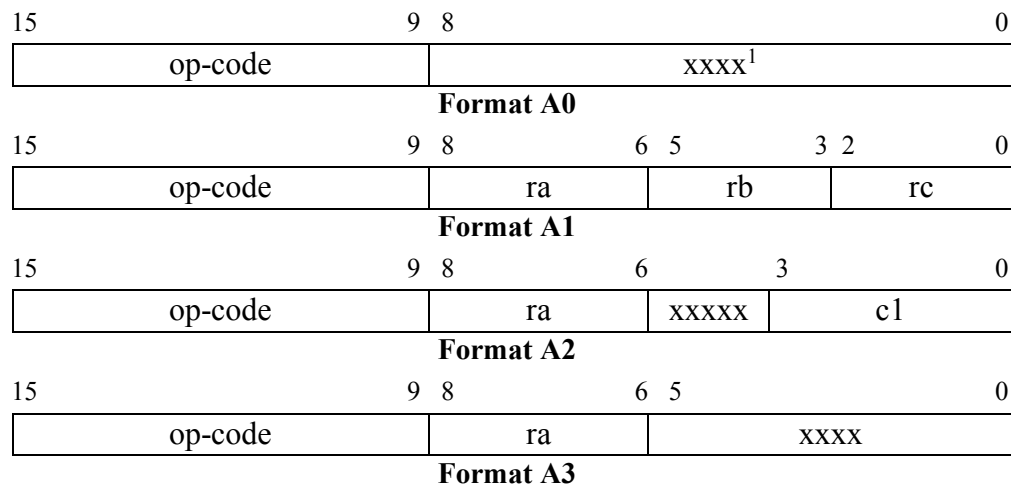 15 9 8 0
op-code xxxx¹
Format A0
15 9 8 6 5 3 2 0
op-code ra rb rc
Format A1
15 9 8 6 3 0
op-code ra xxxxx c1
Format A2
15 9 8 6 5 0
op-code ra xxxx
Format A3